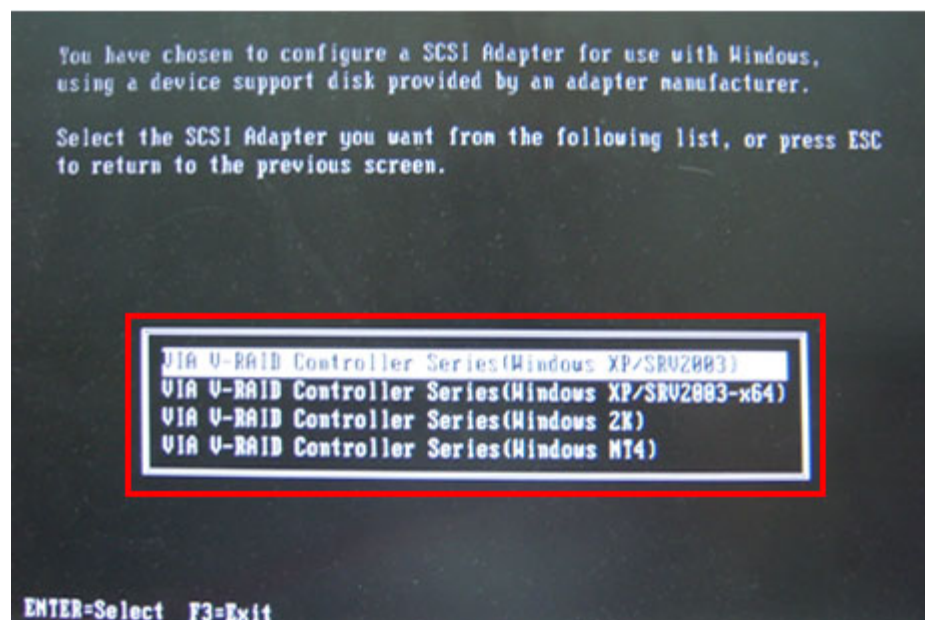 You have chosen to configure a SCSI Adapter for use with Windows,
using a device support disk provided by an adapter manufacturer.
Select the SCSI Adapter you want from the following list, or press ESC
to return to the previous screen.
VIA V-RAID Controller Series(Windows XP/SRV2003)
VIA V-RAID Controller Series(Windows XP/SRV2003-x64)
VIA V-RAID Controller Series(Windows 2K)
VIA V-RAID Controller Series(Windows NT4)
ENTER=Select F3=Exit